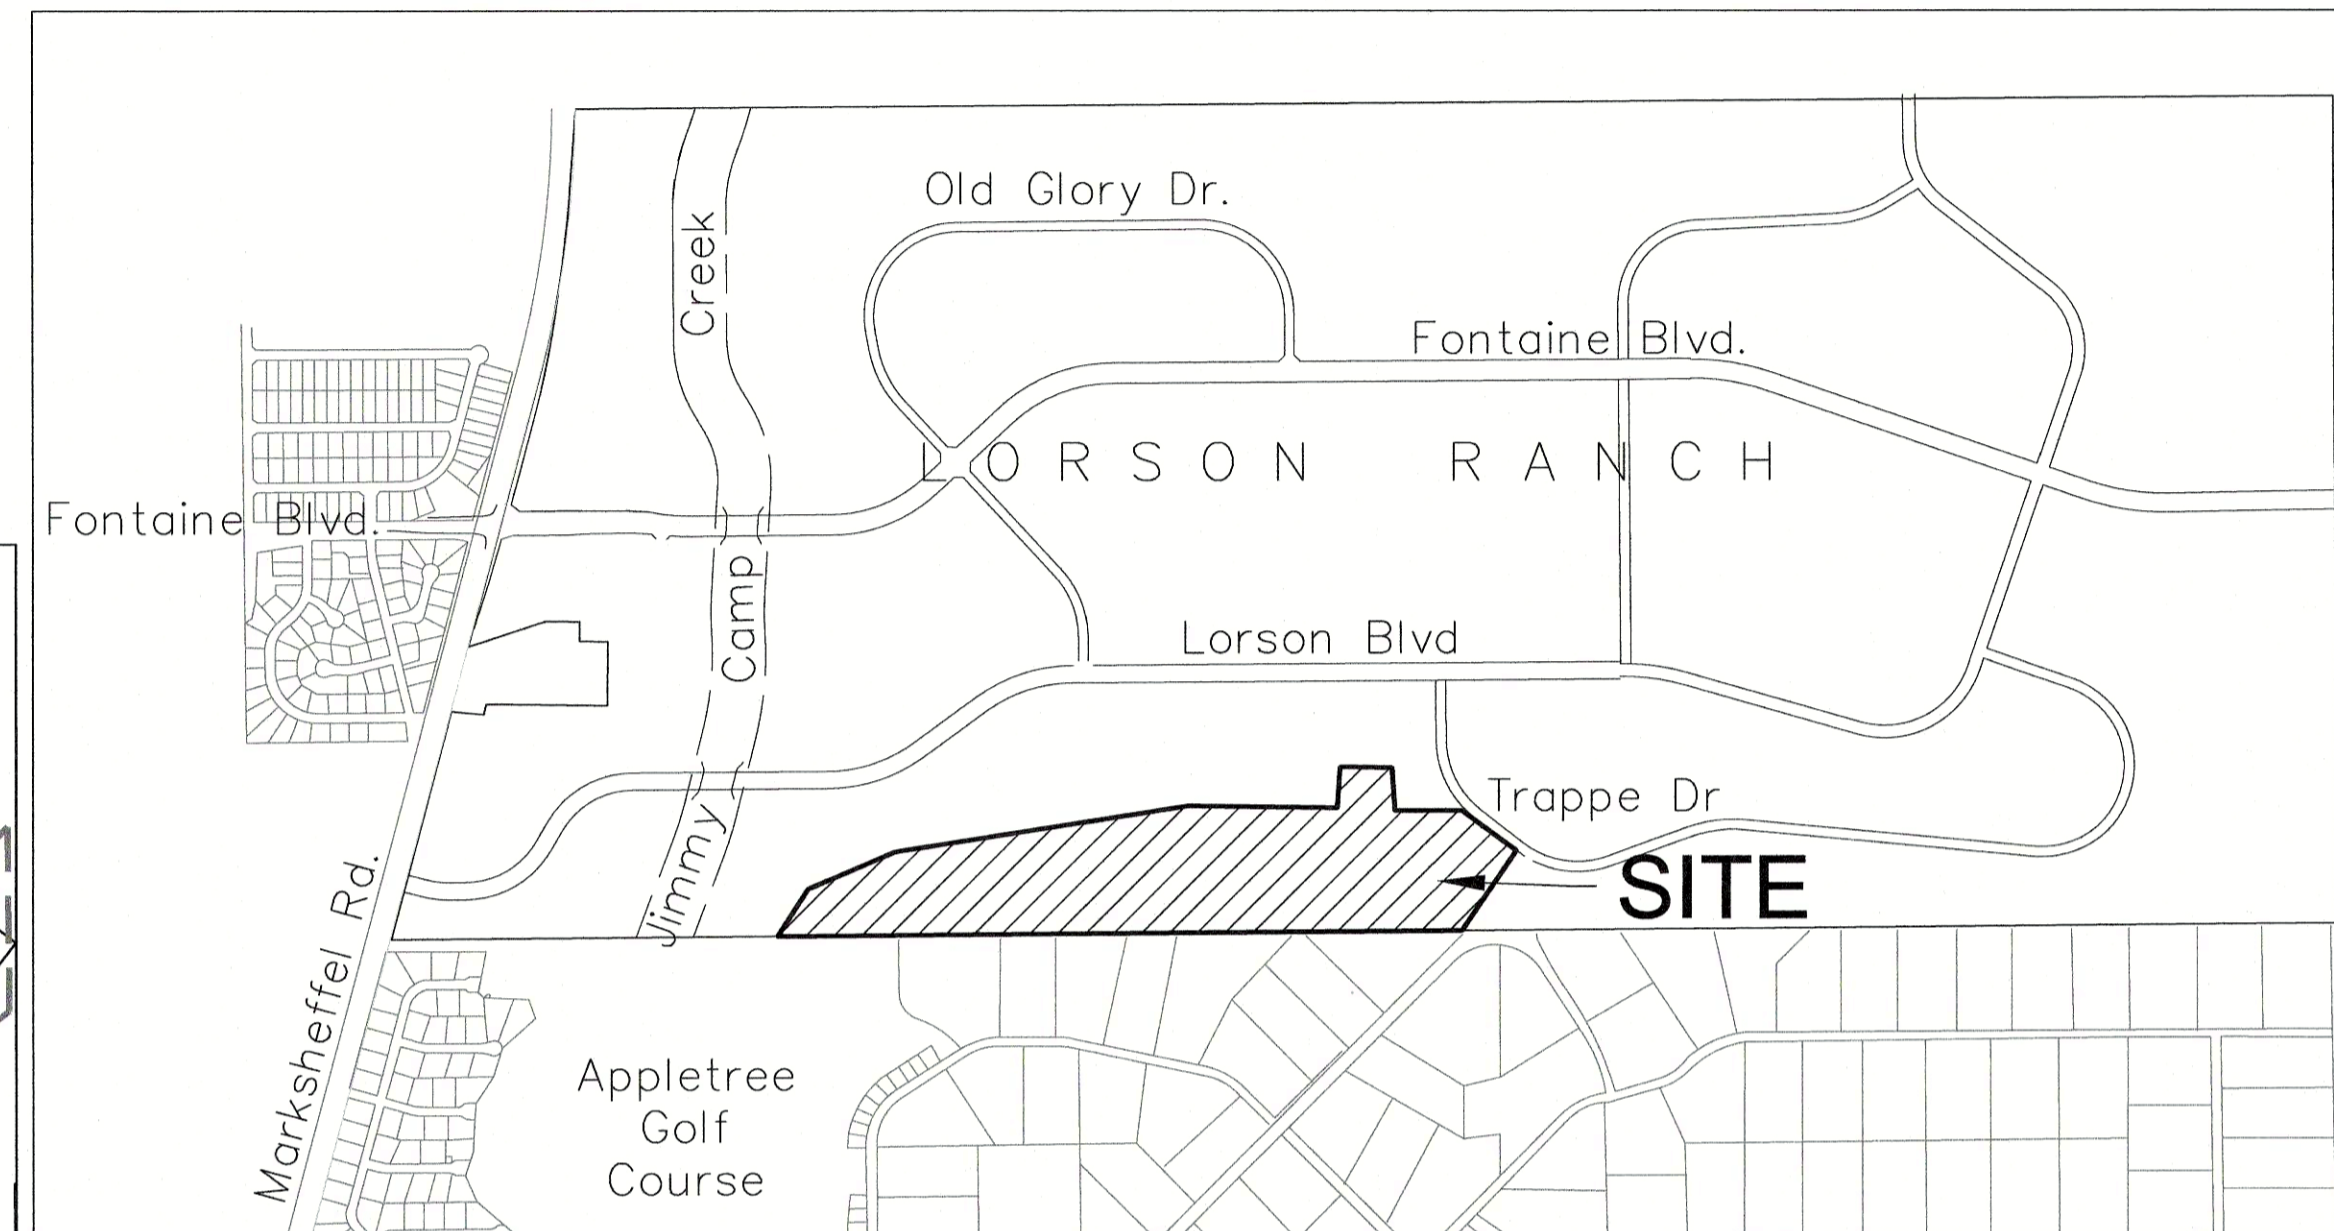 Old Glory Dr.
Creek
Fontaine Blvd.
LORSON RANCH
Fontaine Blvd.
Camp
Lorson Blvd
Trappe Dr
Jimmy
SITE
Marksheffel Rd.
Appletree
Golf
Course